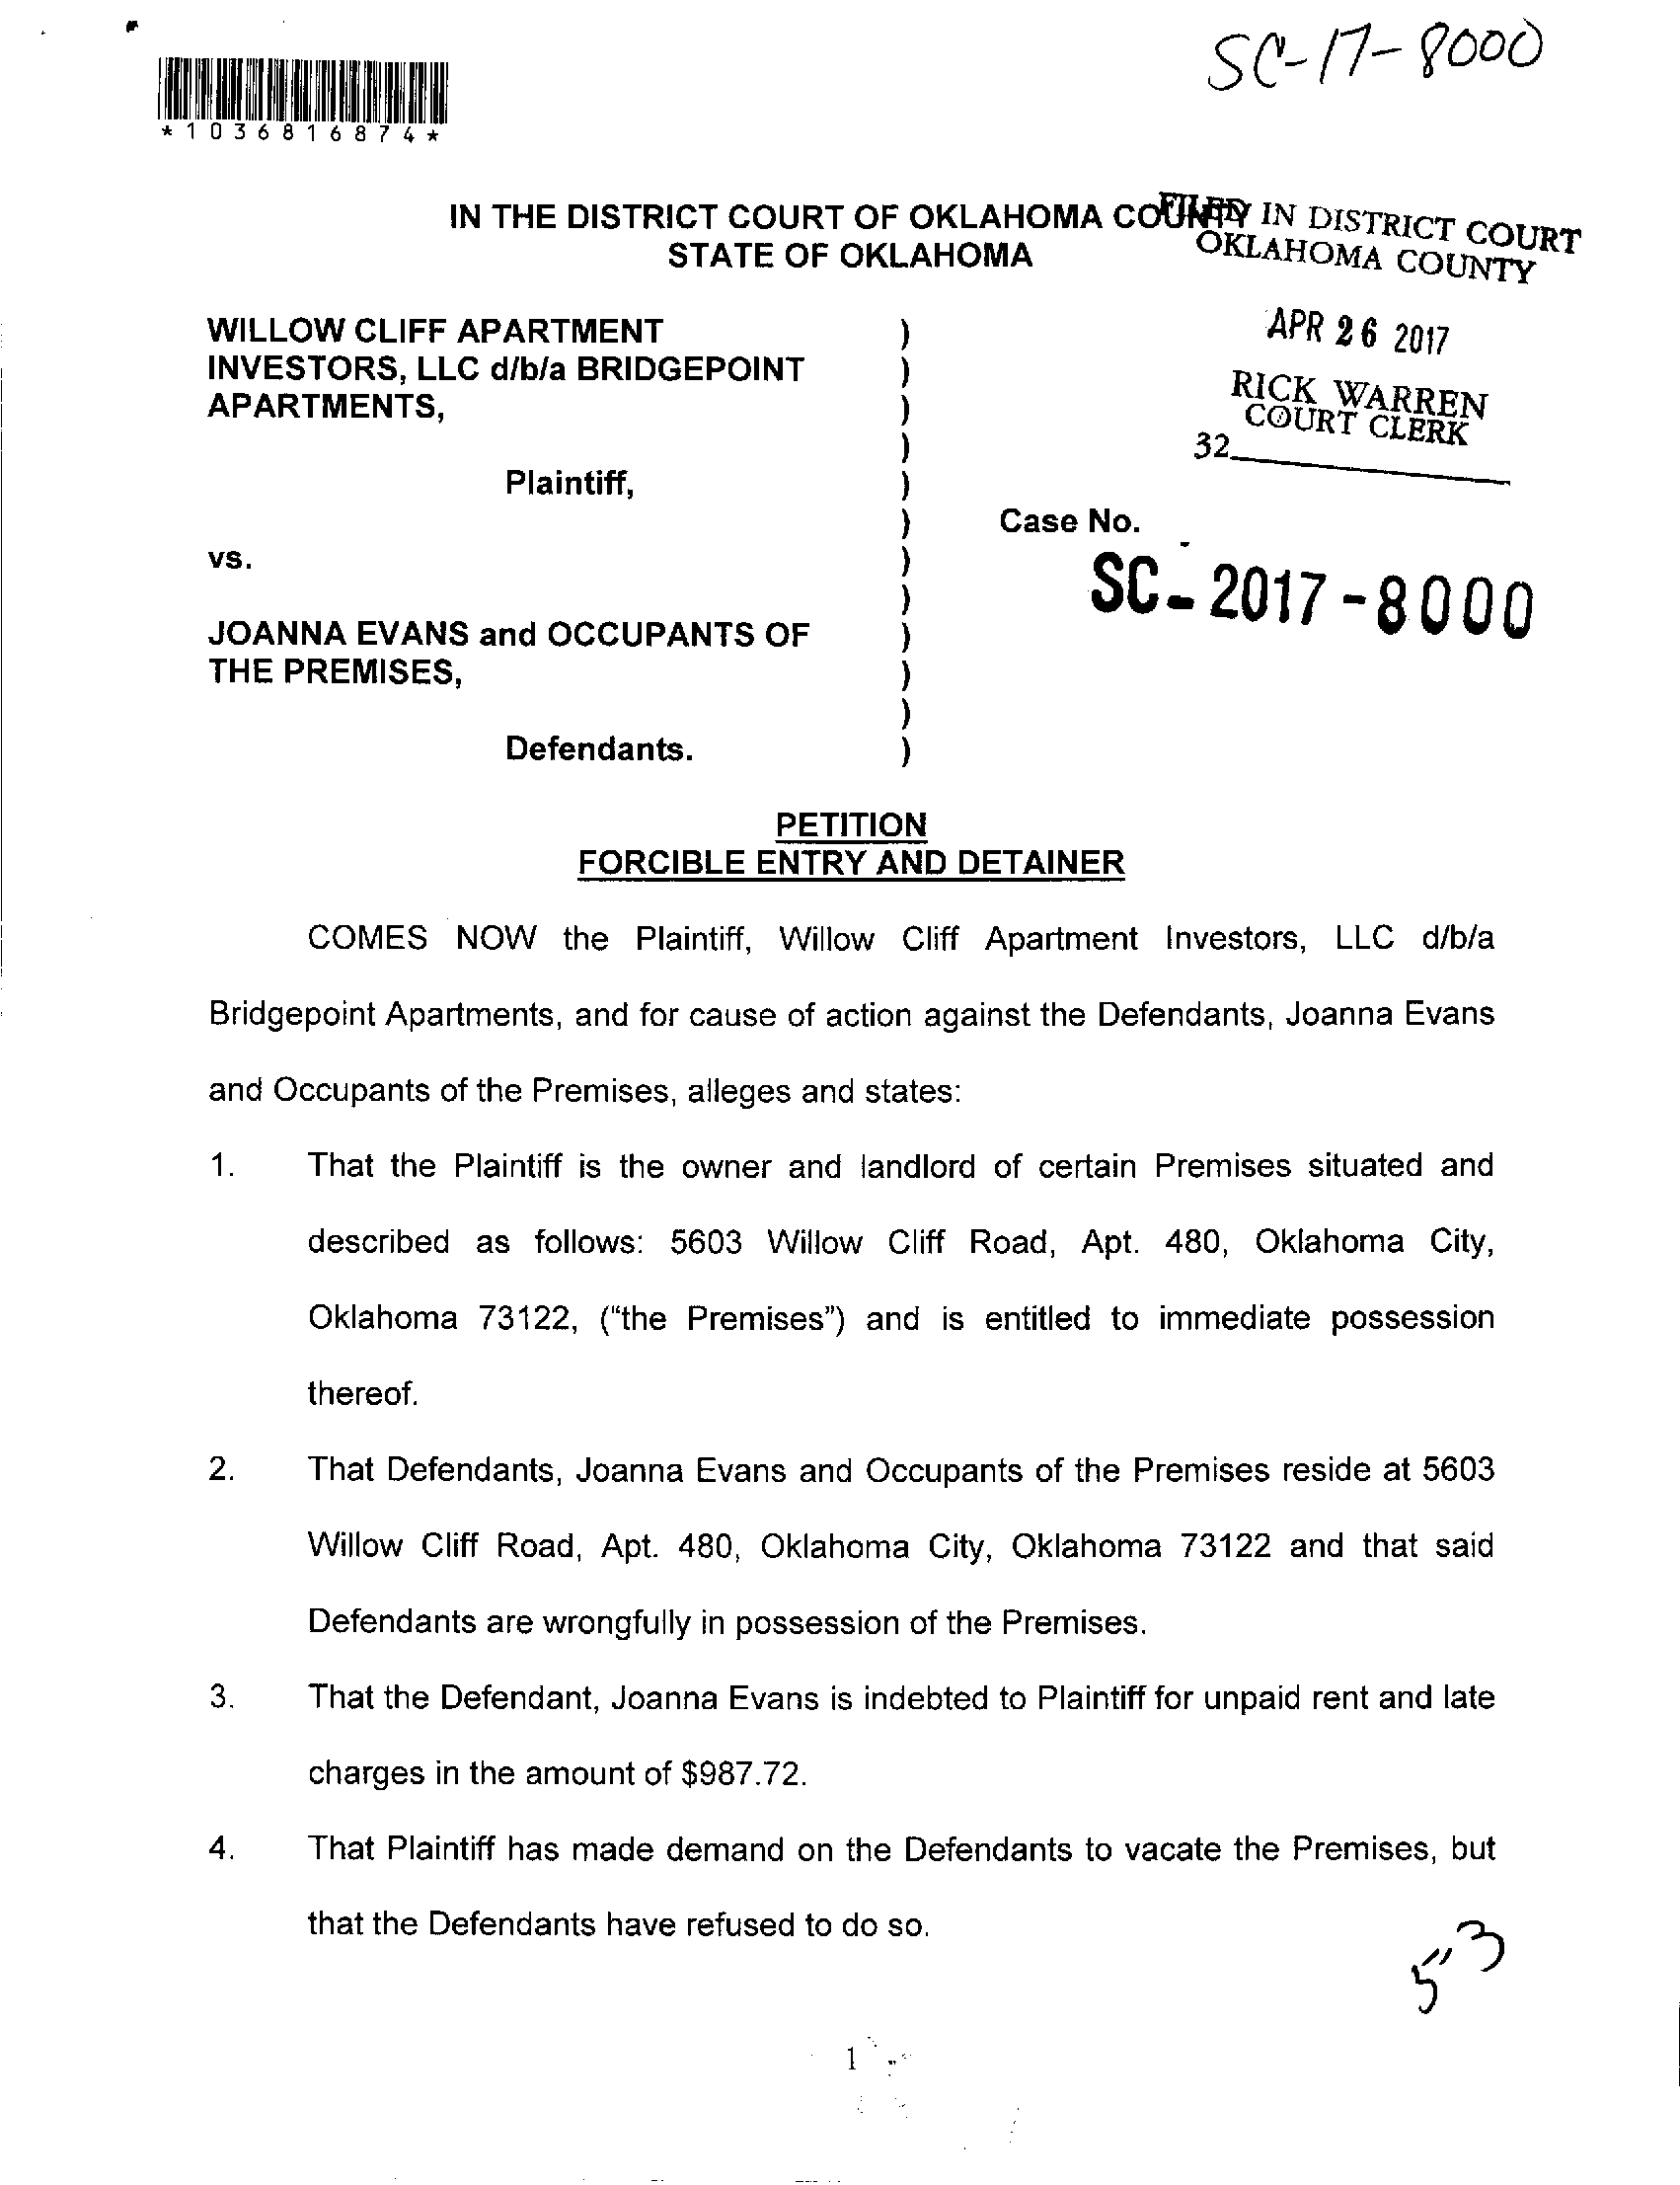 SC-17-8000
*1036816874*
IN THE DISTRICT COURT OF OKLAHOMA COUNTY
STATE OF OKLAHOMA
FILED IN DISTRICT COURT
OKLAHOMA COUNTY
APR 26 2017
RICK WARREN
COURT CLERK
32
WILLOW CLIFF APARTMENT )
INVESTORS, LLC d/b/a BRIDGEPOINT )
APARTMENTS, )
)
Plaintiff, )
) Case No.
vs. )
) SC-2017-8000
JOANNA EVANS and OCCUPANTS OF )
THE PREMISES, )
)
Defendants. )
PETITION
FORCIBLE ENTRY AND DETAINER
COMES NOW the Plaintiff, Willow Cliff Apartment Investors, LLC d/b/a
Bridgepoint Apartments, and for cause of action against the Defendants, Joanna Evans
and Occupants of the Premises, alleges and states:
1. That the Plaintiff is the owner and landlord of certain Premises situated and
described as follows: 5603 Willow Cliff Road, Apt. 480, Oklahoma City,
Oklahoma 73122, ("the Premises") and is entitled to immediate possession
thereof.
2. That Defendants, Joanna Evans and Occupants of the Premises reside at 5603
Willow Cliff Road, Apt. 480, Oklahoma City, Oklahoma 73122 and that said
Defendants are wrongfully in possession of the Premises.
3. That the Defendant, Joanna Evans is indebted to Plaintiff for unpaid rent and late
charges in the amount of $987.72.
4. That Plaintiff has made demand on the Defendants to vacate the Premises, but
that the Defendants have refused to do so.
53
1